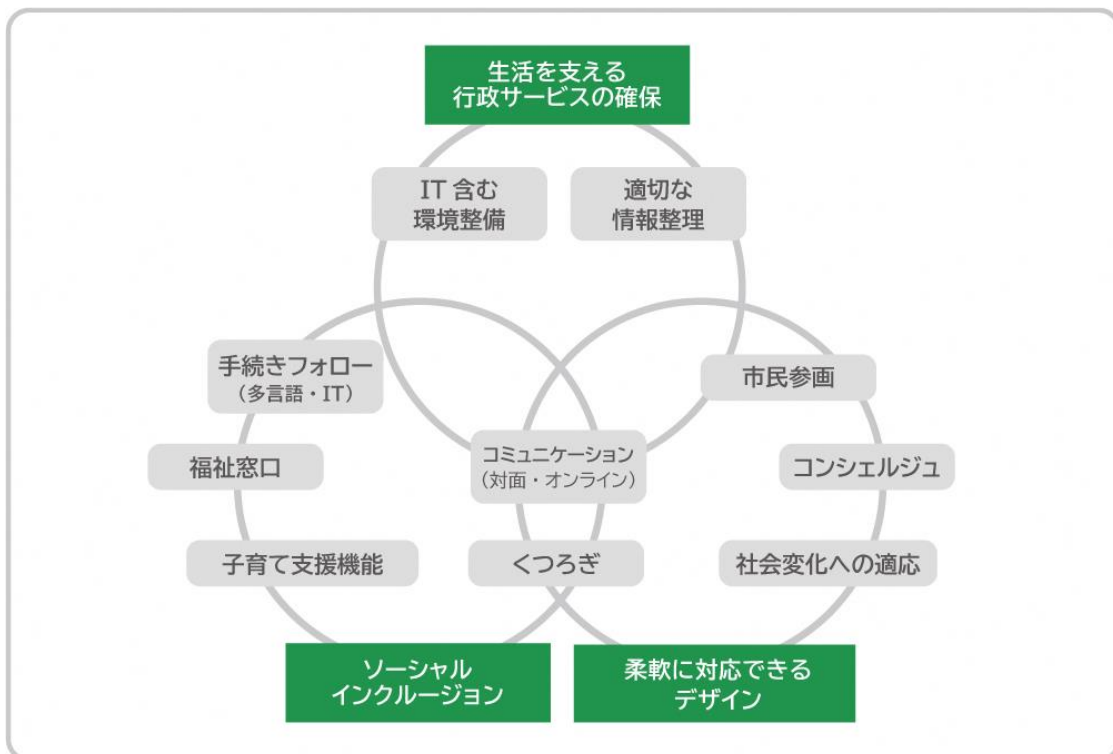 生活を支える
行政サービスの確保
IT 含む
環境整備
適切な
情報整理
手続きフォロー
(多言語・IT)
市民参画
福祉窓口
コミュニケーション
(対面・オンライン)
コンシェルジュ
子育て支援機能
くつろぎ
社会変化への適応
ソーシャル
インクルージョン
柔軟に対応できる
デザイン